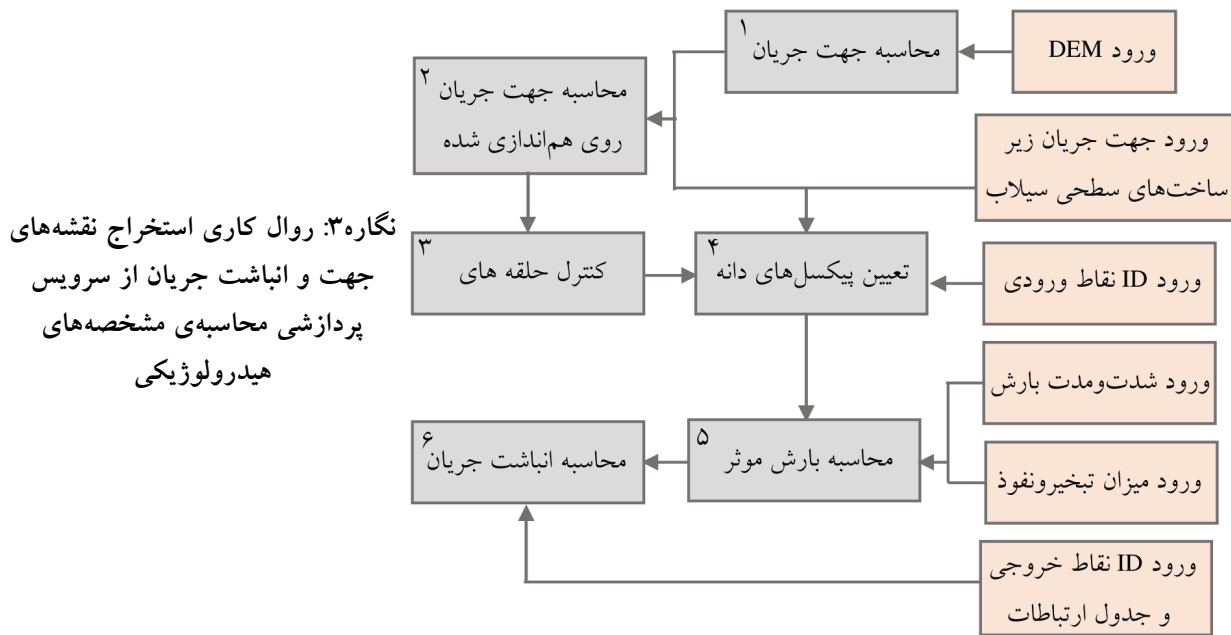 ورود DEM
۱
محاسبه جهت جریان
۲
محاسبه جهت جریان
روی هم‌اندازی شده
ورود جهت جریان زیر
ساخت‌های سطحی سیلاب
۳
کنترل حلقه های
۴
تعیین پیکسل‌های دانه
ورود ID نقاط ورودی
ورود شدت‌ومدت بارش
۵
محاسبه بارش موثر
۶
محاسبه انباشت جریان
ورود میزان تبخیرونفوذ
ورود ID نقاط خروجی
و جدول ارتباطات
نگاره۳: روال کاری استخراج نقشه‌های
جهت و انباشت جریان از سرویس
پردازشی محاسبه‌ی مشخصه‌های
هیدرولوژیکی